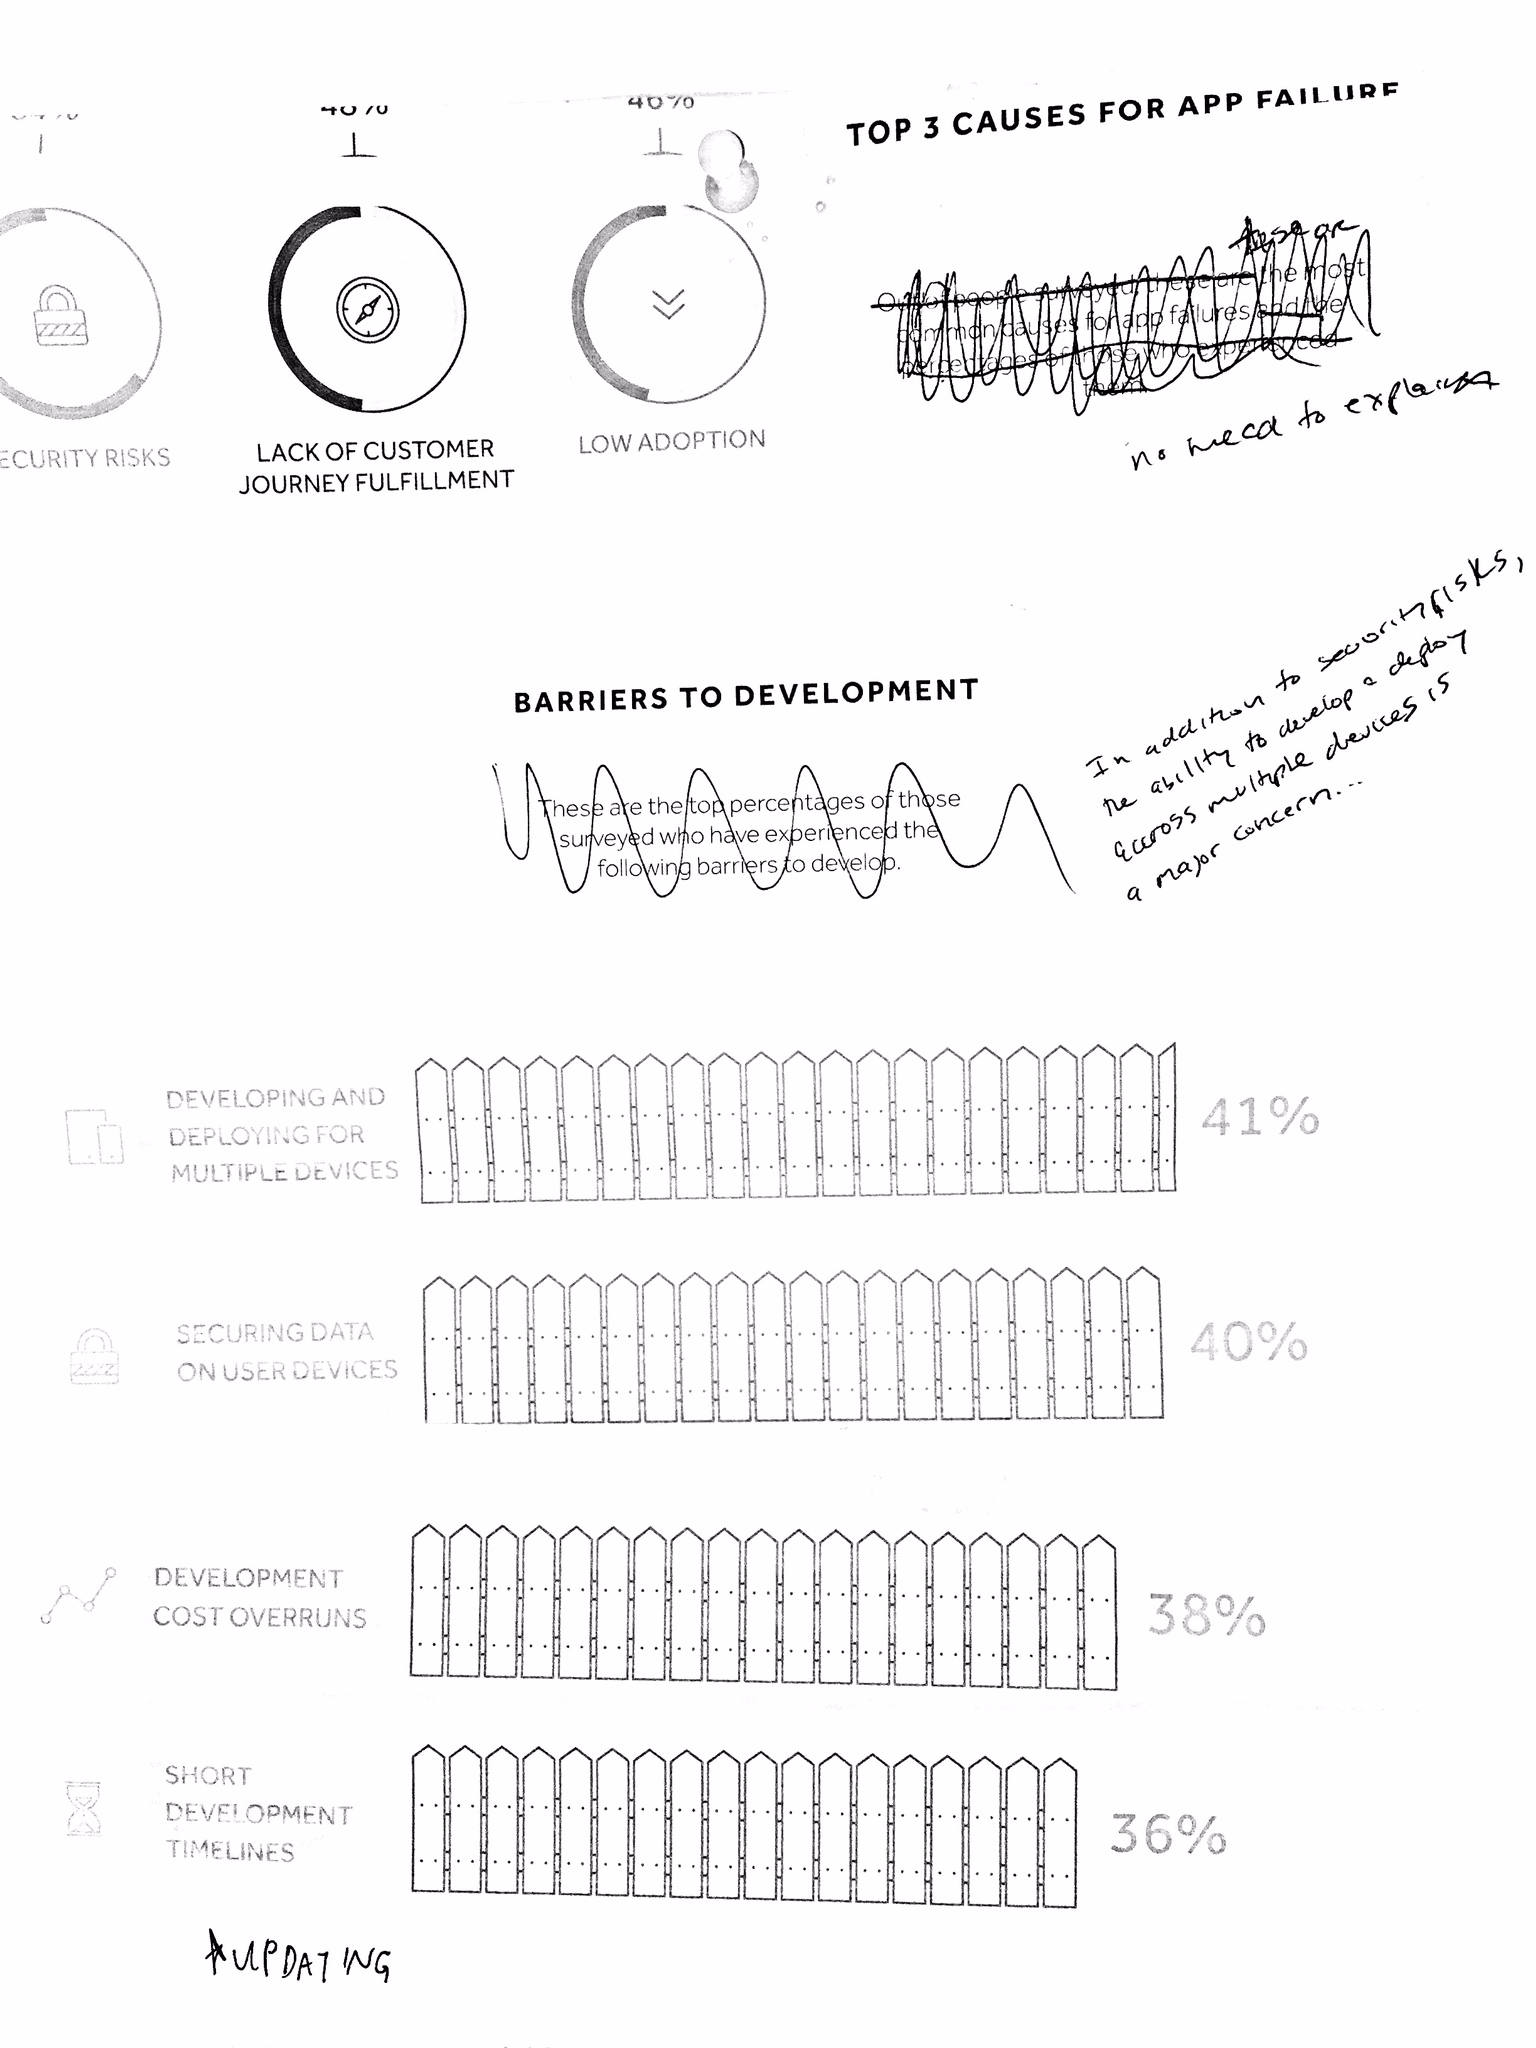 46%
TOP 3 CAUSES FOR APP FAILURE
these are
Out of people surveyed, these are the most
common causes for app failures and the
percentages of those who experienced
them.
no need to explain
ECURITY RISKS
LACK OF CUSTOMER
JOURNEY FULFILLMENT
LOW ADOPTION
In addition to security risks,
the ability to develop & deploy
across multiple devices is
a major concern...
BARRIERS TO DEVELOPMENT
These are the top percentages of those
surveyed who have experienced the
following barriers to develop.
DEVELOPING AND
DEPLOYING FOR
MULTIPLE DEVICES
41%
SECURING DATA
ON USER DEVICES
40%
DEVELOPMENT
COST OVERRUNS
38%
SHORT
DEVELOPMENT
TIMELINES
36%
*UPDATING